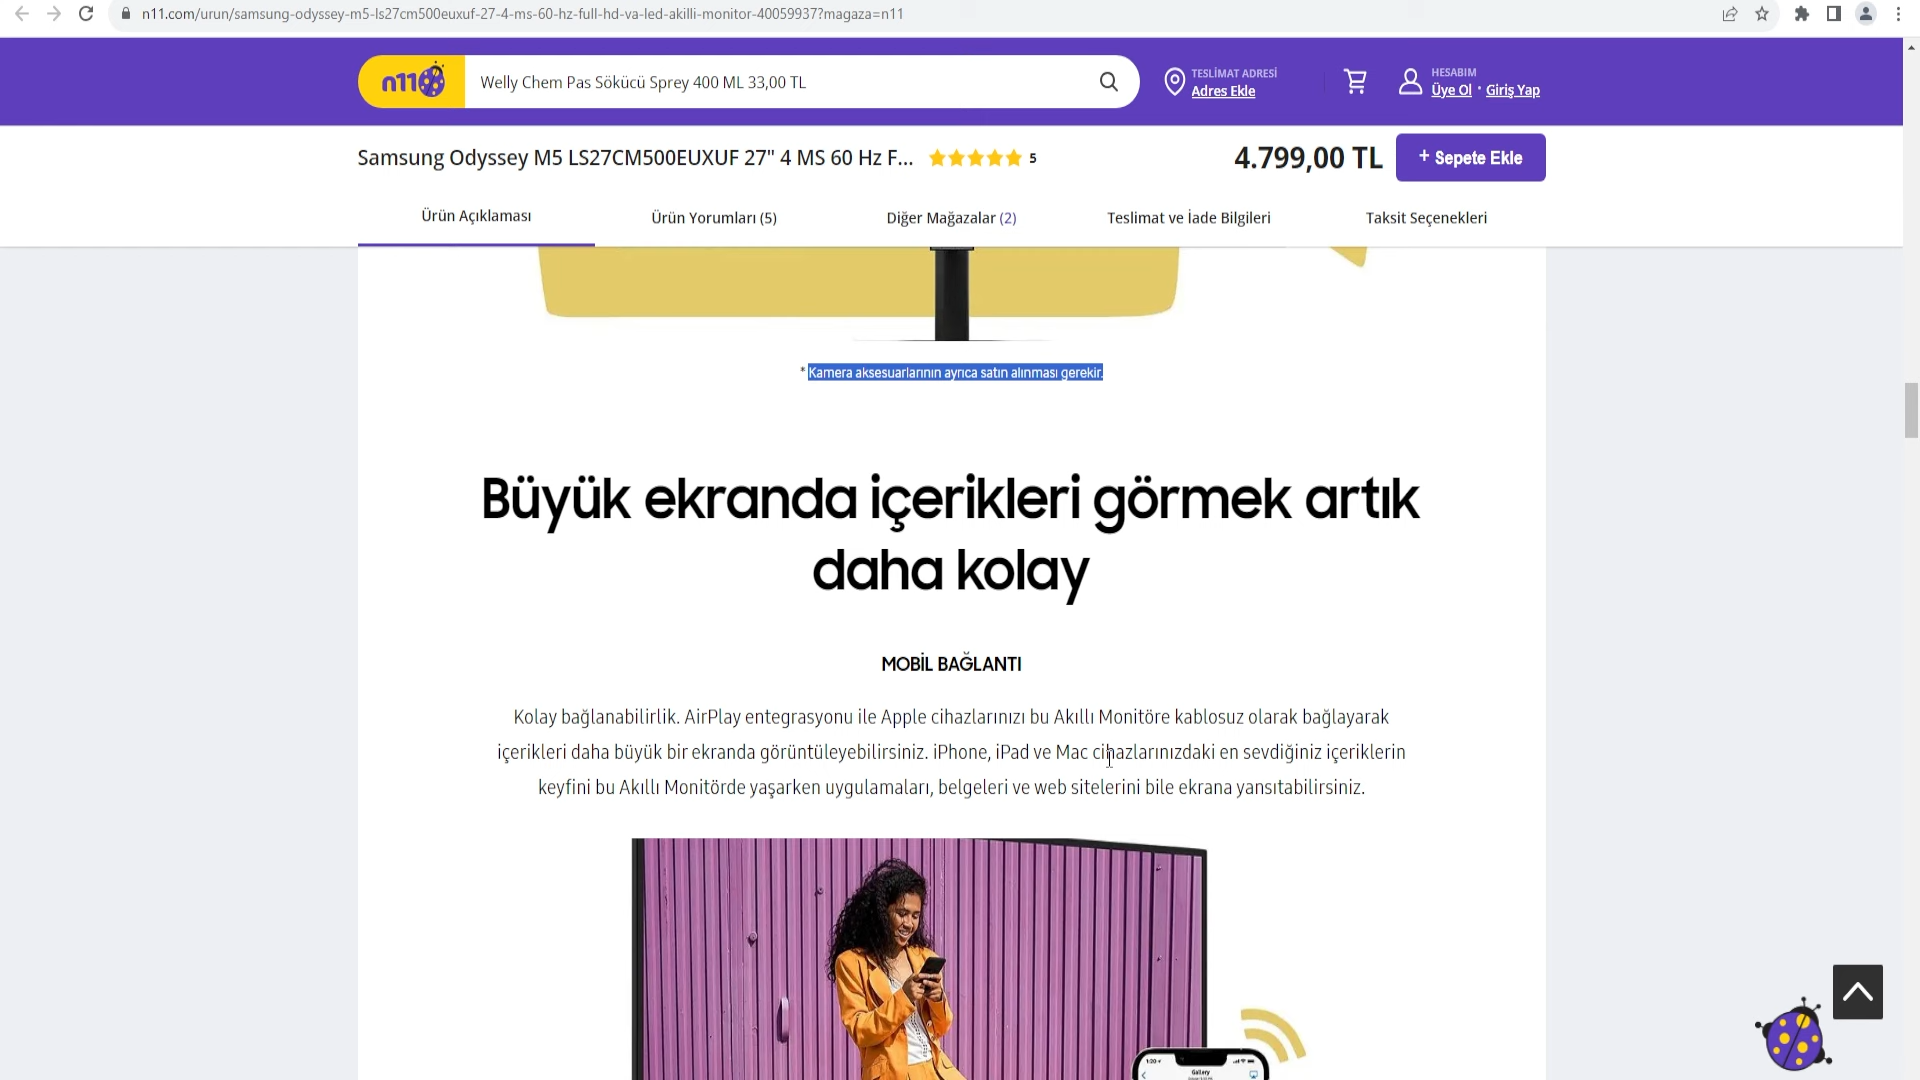 n11.com/urun/samsung-odyssey-m5-ls27cm500euxuf-27-4-ms-60-hz-full-hd-va-led-akilli-monitor-40059937?magaza=n11
n11
Welly Chem Pas Sökücü Sprey 400 ML 33,00 TL
TESLİMAT ADRESİ
Adres Ekle
HESABIM
Üye Ol · Giriş Yap
Samsung Odyssey M5 LS27CM500EUXUF 27" 4 MS 60 Hz F...
5
4.799,00 TL
+ Sepete Ekle
Ürün Açıklaması
Ürün Yorumları (5)
Diğer Mağazalar (2)
Teslimat ve İade Bilgileri
Taksit Seçenekleri
* Kamera aksesuarlarının ayrıca satın alınması gerekir.
Büyük ekranda içerikleri görmek artık
daha kolay
MOBİL BAĞLANTI
Kolay bağlanabilirlik. AirPlay entegrasyonu ile Apple cihazlarınızı bu Akıllı Monitöre kablosuz olarak bağlayarak
içerikleri daha büyük bir ekranda görüntüleyebilirsiniz. iPhone, iPad ve Mac cihazlarınızdaki en sevdiğiniz içeriklerin
keyfini bu Akıllı Monitörde yaşarken uygulamaları, belgeleri ve web sitelerini bile ekrana yansıtabilirsiniz.
1:20
Gallery